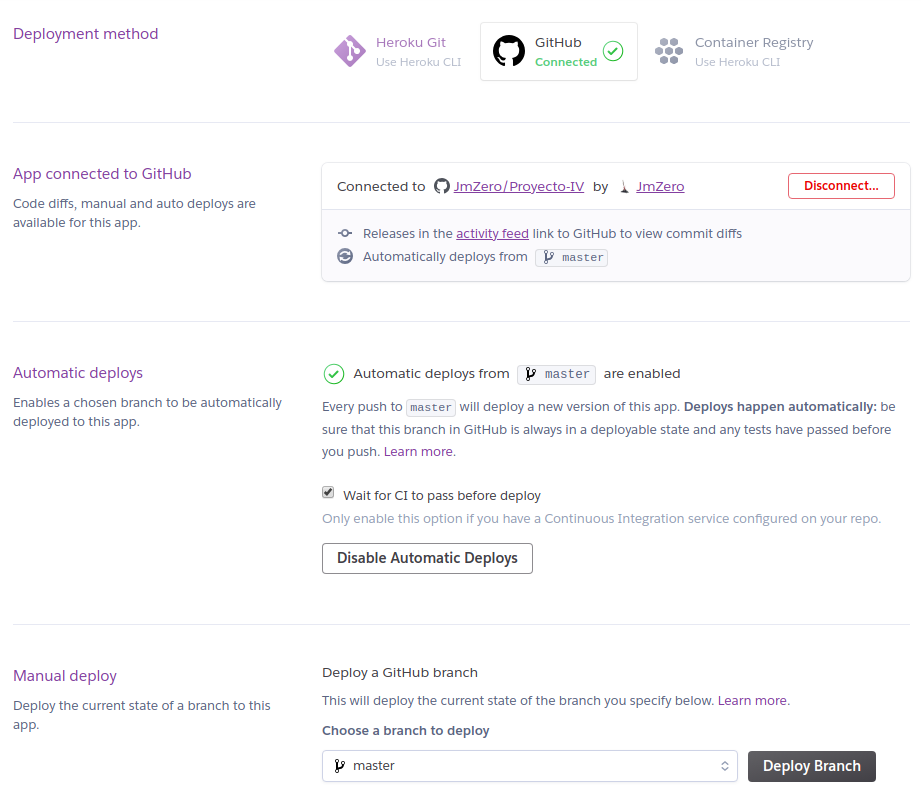 Deployment method
Heroku Git
Use Heroku CLI
GitHub
Connected
Container Registry
Use Heroku CLI
App connected to GitHub
Code diffs, manual and auto deploys are
available for this app.
Connected to JmZero/Proyecto-IV by JmZero
Disconnect...
Releases in the activity feed link to GitHub to view commit diffs
Automatically deploys from master
Automatic deploys
Enables a chosen branch to be automatically
deployed to this app.
Automatic deploys from master are enabled
Every push to master will deploy a new version of this app. Deploys happen automatically: be
sure that this branch in GitHub is always in a deployable state and any tests have passed before
you push. Learn more.
Wait for CI to pass before deploy
Only enable this option if you have a Continuous Integration service configured on your repo.
Disable Automatic Deploys
Manual deploy
Deploy the current state of a branch to this
app.
Deploy a GitHub branch
This will deploy the current state of the branch you specify below. Learn more.
Choose a branch to deploy
master
Deploy Branch